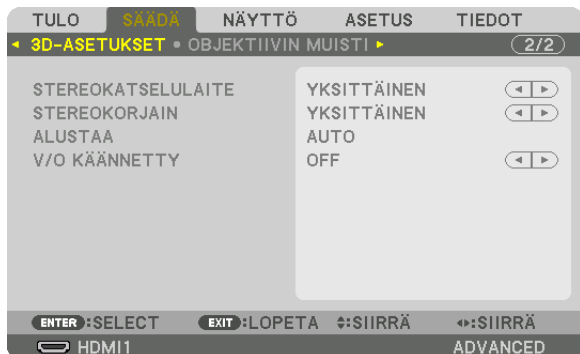 TULO SÄÄDÄ NÄYTTÖ ASETUS TIEDOT
◂ 3D-ASETUKSET • OBJEKTIIVIN MUISTI ▸ 2/2
STEREOKATSELULAITE YKSITTÄINEN ◂ ▸
STEREOKORJAIN YKSITTÄINEN ◂ ▸
ALUSTAA AUTO
V/O KÄÄNNETTY OFF ◂ ▸
ENTER :SELECT EXIT :LOPETA ♦:SIIRRÄ ◂▸:SIIRRÄ
HDMI1 ADVANCED